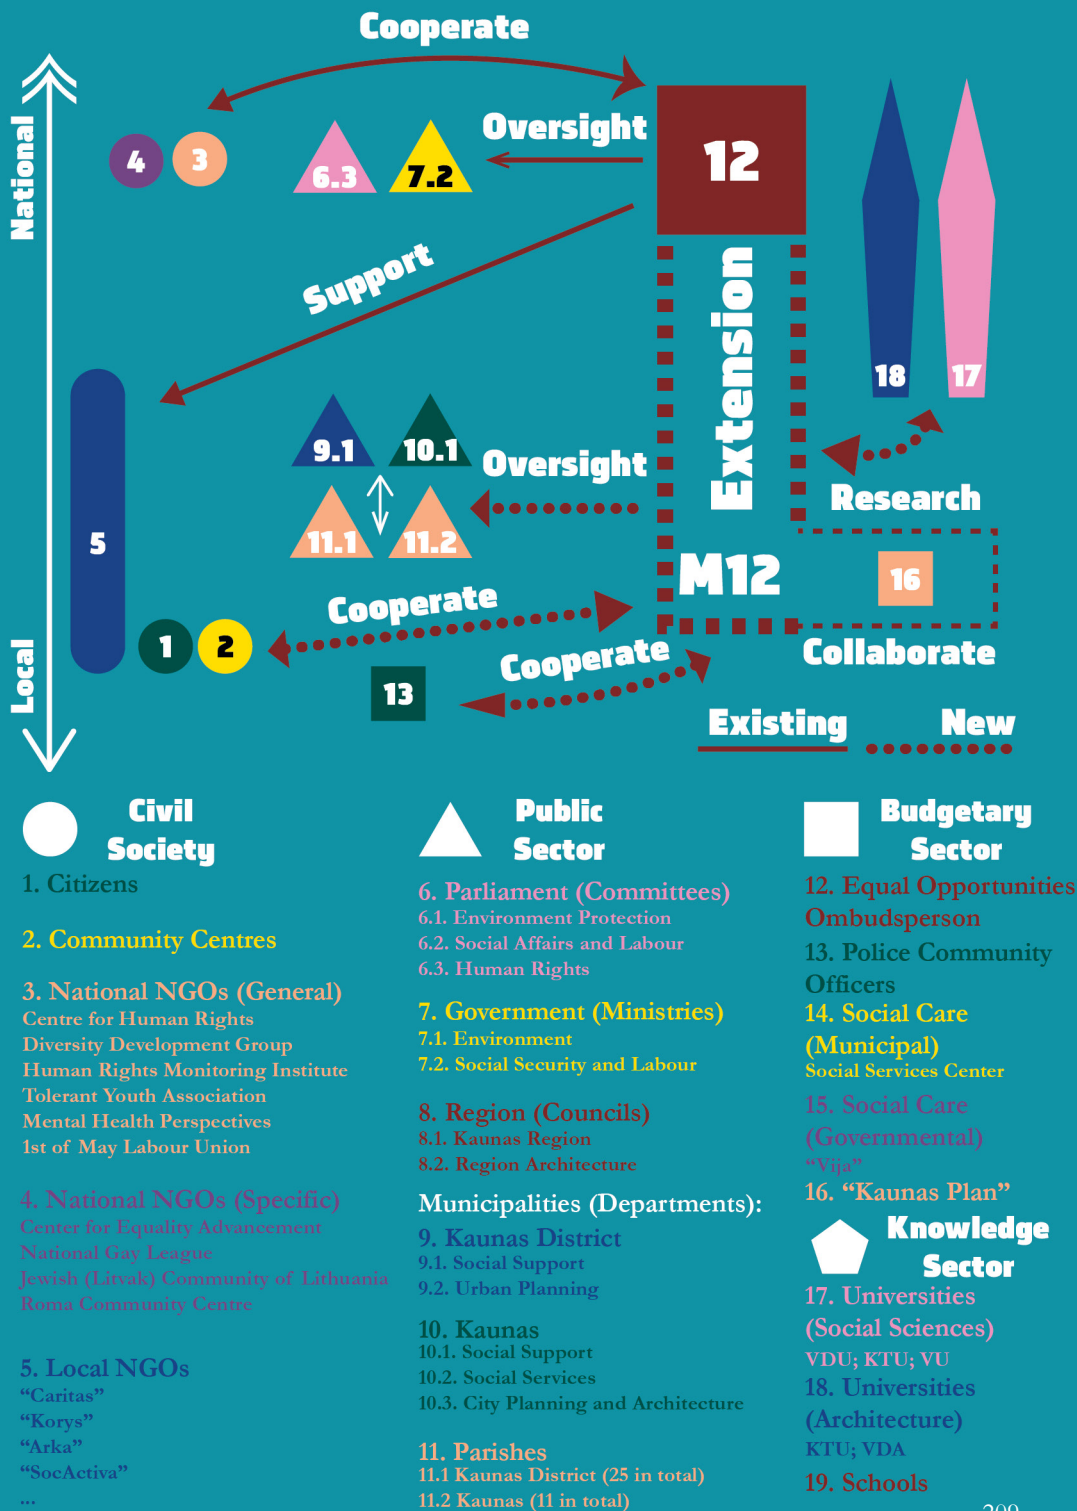 Cooperate
National
4
3
6.3
7.2
Oversight
12
Support
Extension
18
17
9.1
10.1
Oversight
11.1
11.2
Research
5
M12
16
Cooperate
1
2
Local
13
Cooperate
Collaborate
Existing
New
Civil
Society
1. Citizens
2. Community Centres
3. National NGOs (General)
Centre for Human Rights
Diversity Development Group
Human Rights Monitoring Institute
Tolerant Youth Association
Mental Health Perspectives
1st of May Labour Union
4. National NGOs (Specific)
Center for Equality Advancement
National Gay League
Jewish (Litvak) Community of Lithuania
Roma Community Centre
5. Local NGOs
“Caritas”
“Korys”
“Arka”
“SocActiva”
...
Public
Sector
6. Parliament (Committees)
6.1. Environment Protection
6.2. Social Affairs and Labour
6.3. Human Rights
7. Government (Ministries)
7.1. Environment
7.2. Social Security and Labour
8. Region (Councils)
8.1. Kaunas Region
8.2. Region Architecture
Municipalities (Departments):
9. Kaunas District
9.1. Social Support
9.2. Urban Planning
10. Kaunas
10.1. Social Support
10.2. Social Services
10.3. City Planning and Architecture
11. Parishes
11.1 Kaunas District (25 in total)
11.2 Kaunas (11 in total)
Budgetary
Sector
12. Equal Opportunities
Ombudsperson
13. Police Community
Officers
14. Social Care
(Municipal)
Social Services Center
15. Social Care
(Governmental)
“Vija”
16. “Kaunas Plan”
Knowledge
Sector
17. Universities
(Social Sciences)
VDU; KTU; VU
18. Universities
(Architecture)
KTU; VDA
19. Schools